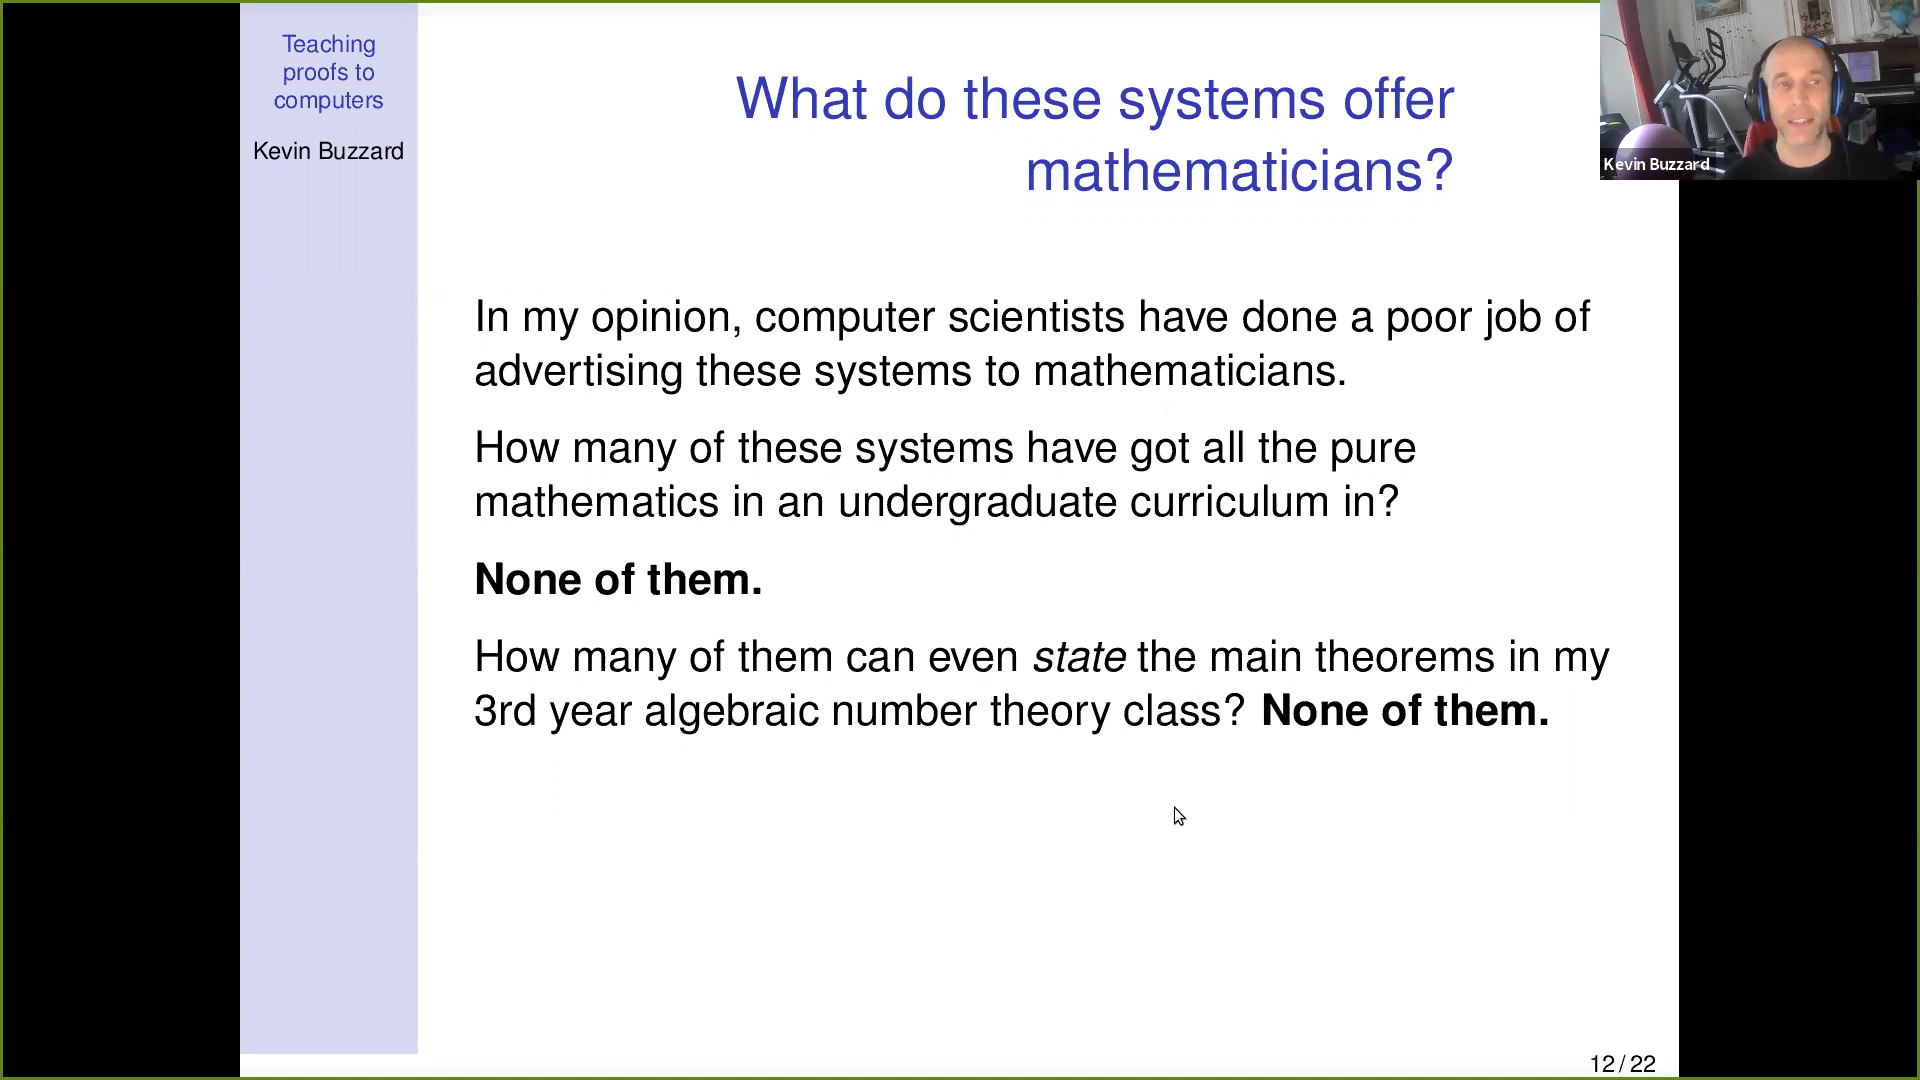 Teaching
proofs to
computers
Kevin Buzzard
What do these systems offer
mathematicians?
Kevin Buzzard
In my opinion, computer scientists have done a poor job of
advertising these systems to mathematicians.
How many of these systems have got all the pure
mathematics in an undergraduate curriculum in?
None of them.
How many of them can even state the main theorems in my
3rd year algebraic number theory class? None of them.
12 / 22